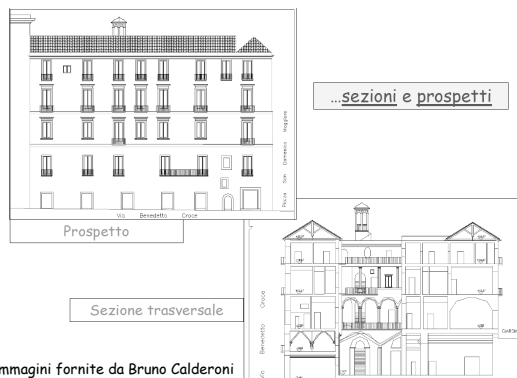 ...sezioni e prospetti
Maggiore
Domenico
San
Piazza
Via Benedetto Croce
Prospetto
Sezione trasversale
Croce
Benedetto
Via
mmagini fornite da Bruno Calderoni